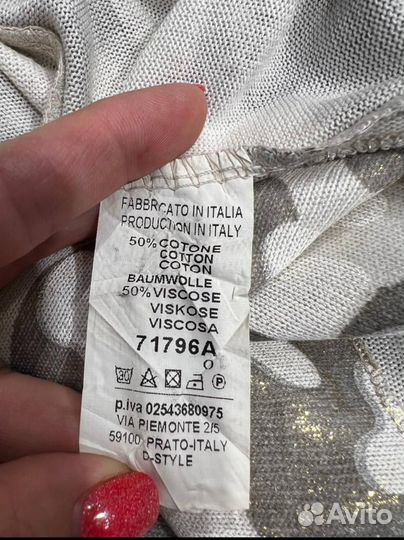 FABBRCATO IN ITALIA
PRODUCTION IN ITALY
50% COTONE
COTTON
COTON
BAUMWOLLE
50% VISCOSE
VISKOSE
VISCOSA
71796A
P
p.iva 02543680975
VIA PIEMONTE 2/5
59100 PRATO-ITALY
D-STYLE
Avito